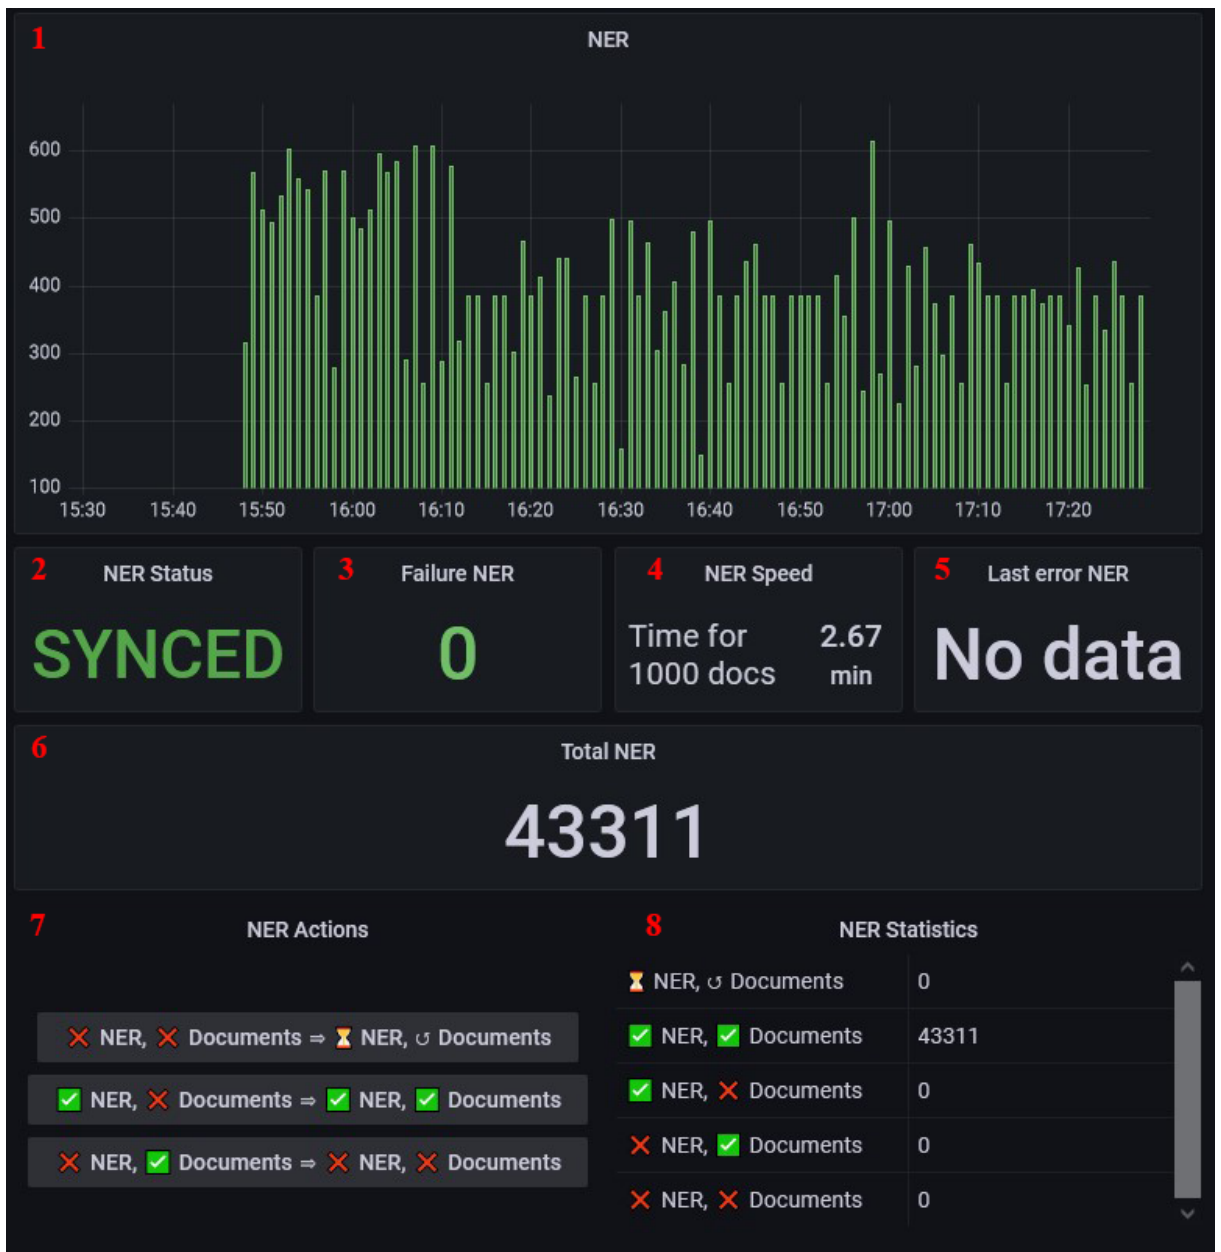 1
NER
600
500
400
300
200
100
15:30 15:40 15:50 16:00 16:10 16:20 16:30 16:40 16:50 17:00 17:10 17:20
2 NER Status
SYNCED
3 Failure NER
0
4 NER Speed
Time for 2.67
1000 docs min
5 Last error NER
No data
6
Total NER
43311
7 NER Actions
❌ NER, ❌ Documents ⇒ ⏳ NER, ↺ Documents
✅ NER, ❌ Documents ⇒ ✅ NER, ✅ Documents
❌ NER, ✅ Documents ⇒ ❌ NER, ❌ Documents
8 NER Statistics
⏳ NER, ↺ Documents 0
✅ NER, ✅ Documents 43311
✅ NER, ❌ Documents 0
❌ NER, ✅ Documents 0
❌ NER, ❌ Documents 0